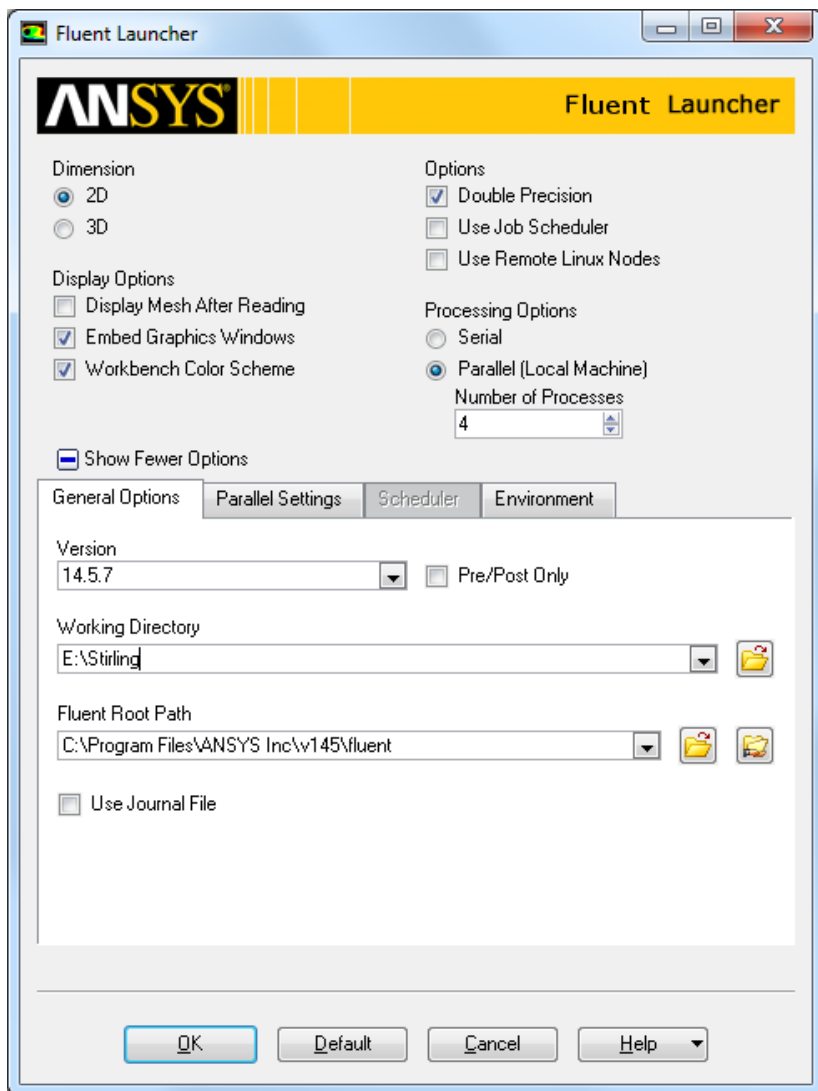 Fluent Launcher
ANSYS
Fluent Launcher
Dimension
2D
3D
Display Options
Display Mesh After Reading
Embed Graphics Windows
Workbench Color Scheme
Options
Double Precision
Use Job Scheduler
Use Remote Linux Nodes
Processing Options
Serial
Parallel (Local Machine)
Number of Processes
4
Show Fewer Options
General Options
Parallel Settings
Scheduler
Environment
Version
14.5.7
Pre/Post Only
Working Directory
E:\Stirling
Fluent Root Path
C:\Program Files\ANSYS Inc\v145\fluent
Use Journal File
OK
Default
Cancel
Help